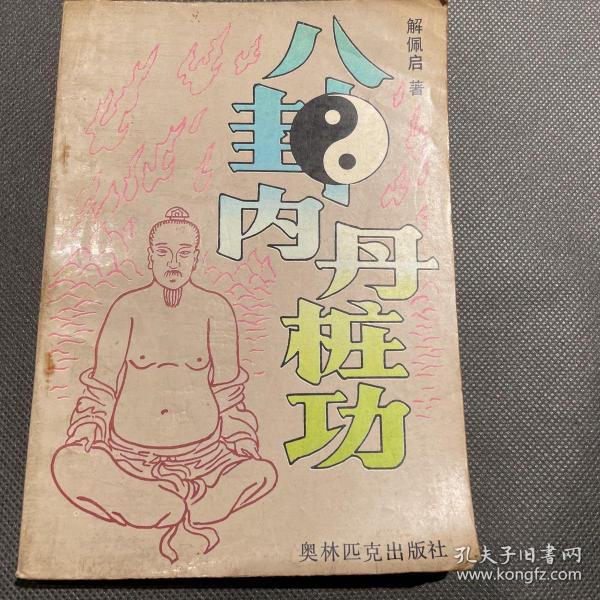 八卦
内
丹桩功
解佩启 著
奥林匹克出版社
孔夫子旧书网
www.kongfz.com